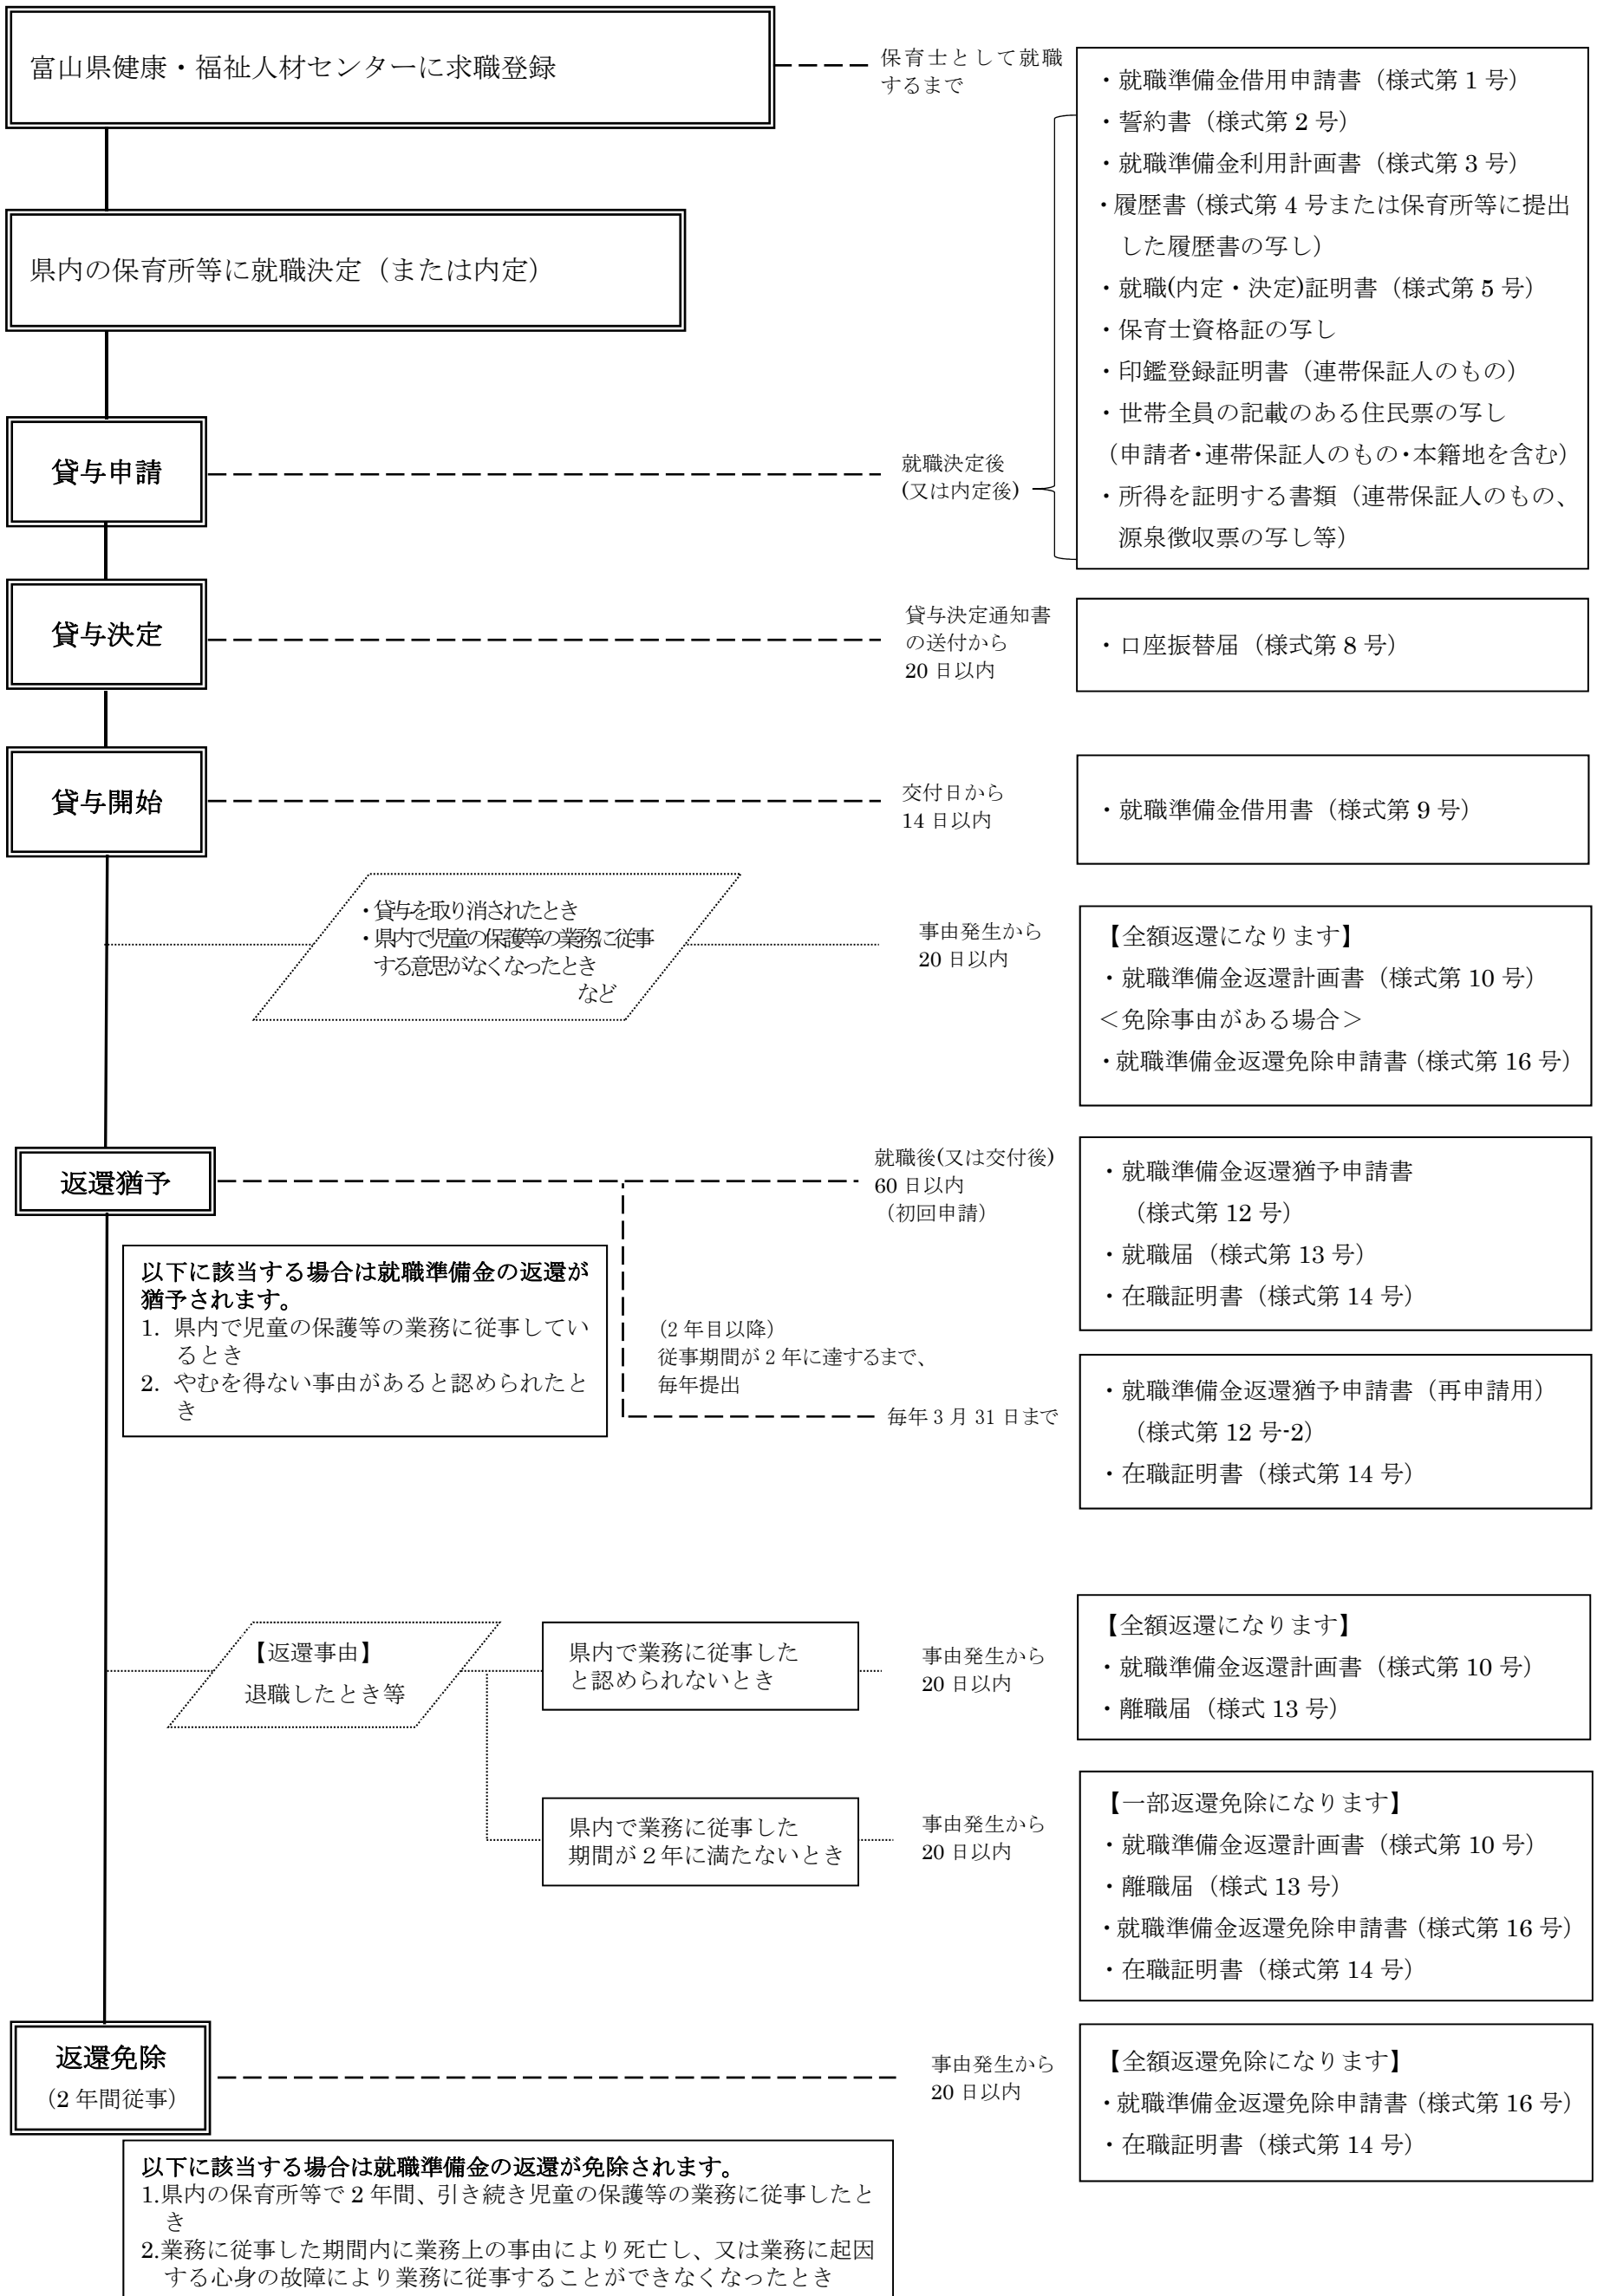 富山県健康・福祉人材センターに求職登録
保育士として就職
するまで
・就職準備金借用申請書（様式第 1 号）
・誓約書（様式第 2 号）
・就職準備金利用計画書（様式第 3 号）
・履歴書（様式第 4 号または保育所等に提出
した履歴書の写し）
・就職(内定・決定)証明書（様式第 5 号）
・保育士資格証の写し
・印鑑登録証明書（連帯保証人のもの）
・世帯全員の記載のある住民票の写し
（申請者・連帯保証人のもの・本籍地を含む）
・所得を証明する書類（連帯保証人のもの、
源泉徴収票の写し等）
県内の保育所等に就職決定（または内定）
貸与申請
就職決定後
(又は内定後)
貸与決定
貸与決定通知書
の送付から
20 日以内
・口座振替届（様式第 8 号）
貸与開始
交付日から
14 日以内
・就職準備金借用書（様式第 9 号）
・貸与を取り消されたとき
・県内で児童の保護等の業務に従事
する意思がなくなったとき
など
事由発生から
20 日以内
【全額返還になります】
・就職準備金返還計画書（様式第 10 号）
＜免除事由がある場合＞
・就職準備金返還免除申請書（様式第 16 号）
返還猶予
就職後(又は交付後)
60 日以内
（初回申請）
・就職準備金返還猶予申請書
（様式第 12 号）
・就職届（様式第 13 号）
・在職証明書（様式第 14 号）
以下に該当する場合は就職準備金の返還が
猶予されます。
1. 県内で児童の保護等の業務に従事してい
るとき
2. やむを得ない事由があると認められたと
き
（2 年目以降）
従事期間が 2 年に達するまで、
毎年提出
毎年 3 月 31 日まで
・就職準備金返還猶予申請書（再申請用）
（様式第 12 号-2）
・在職証明書（様式第 14 号）
【返還事由】
退職したとき等
県内で業務に従事した
と認められないとき
事由発生から
20 日以内
【全額返還になります】
・就職準備金返還計画書（様式第 10 号）
・離職届（様式 13 号）
県内で業務に従事した
期間が２年に満たないとき
事由発生から
20 日以内
【一部返還免除になります】
・就職準備金返還計画書（様式第 10 号）
・離職届（様式 13 号）
・就職準備金返還免除申請書（様式第 16 号）
・在職証明書（様式第 14 号）
返還免除
（2 年間従事）
事由発生から
20 日以内
【全額返還免除になります】
・就職準備金返還免除申請書（様式第 16 号）
・在職証明書（様式第 14 号）
以下に該当する場合は就職準備金の返還が免除されます。
1.県内の保育所等で 2 年間、引き続き児童の保護等の業務に従事したと
き
2.業務に従事した期間内に業務上の事由により死亡し、又は業務に起因
する心身の故障により業務に従事することができなくなったとき